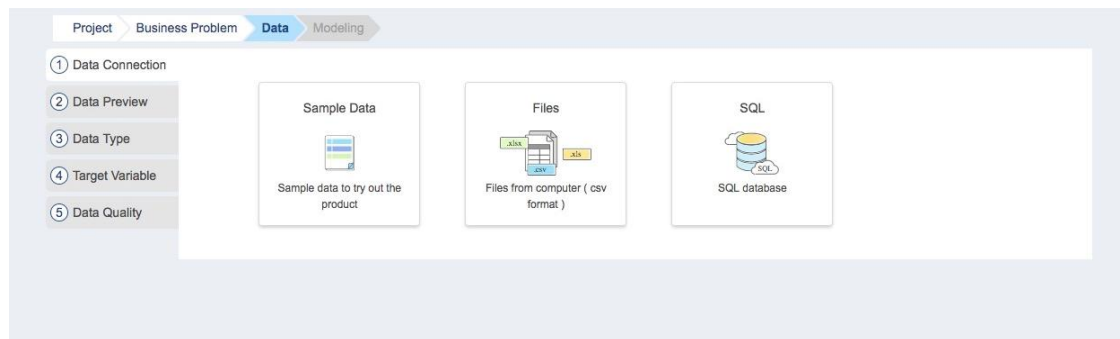 Project Business Problem Data Modeling
1 Data Connection
2 Data Preview
3 Data Type
4 Target Variable
5 Data Quality
Sample Data
Sample data to try out the
product
Files
.xlsx
.xls
.csv
Files from computer ( csv
format )
SQL
SQL
SQL database